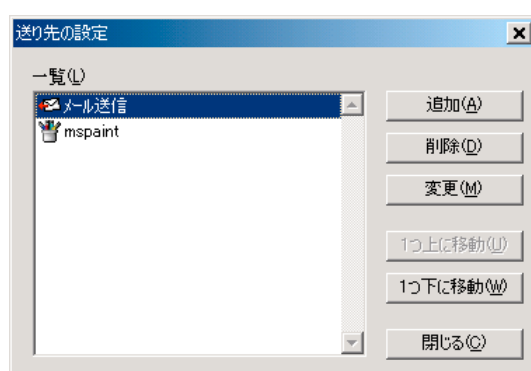 送り先の設定
一覧(L)
メール送信
mspaint
追加(A)
削除(D)
変更(M)
1つ上に移動(U)
1つ下に移動(W)
閉じる(C)